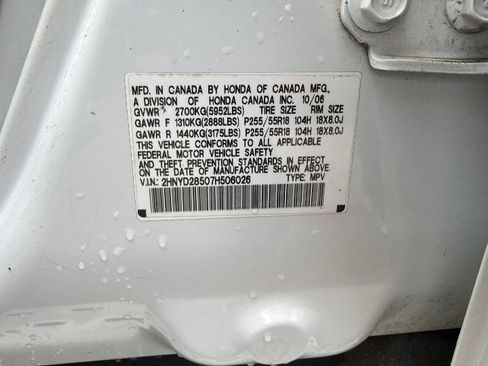 MFD. IN CANADA BY HONDA OF CANADA MFG.,
A DIVISION OF HONDA CANADA INC. 10/06
GVWR 2700KG(5952LBS) TIRE SIZE RIM SIZE
GAWR F 1310KG(2888LBS) P255/55R18 104H 18X8.0J
GAWR R 1440KG(3175LBS) P255/55R18 104H 18X8.0J
THIS VEHICLE CONFORMS TO ALL APPLICABLE
FEDERAL MOTOR VEHICLE SAFETY
AND THEFT PREVENTION STANDARDS IN EFFECT
ON THE DATE OF MANUFACTURE SHOWN ABOVE.
V.I.N.: 2HNYD28507H506026 TYPE: MPV